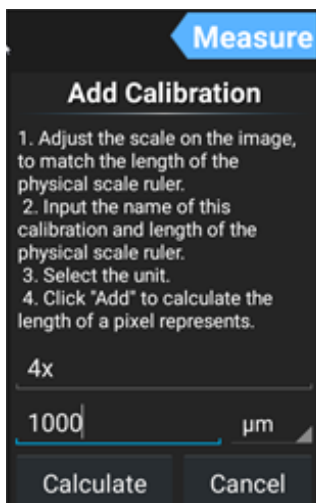 Measure
Add Calibration
1. Adjust the scale on the image,
to match the length of the
physical scale ruler.
2. Input the name of this
calibration and length of the
physical scale ruler.
3. Select the unit.
4. Click "Add" to calculate the
length of a pixel represents.
4x
1000 μm
Calculate Cancel